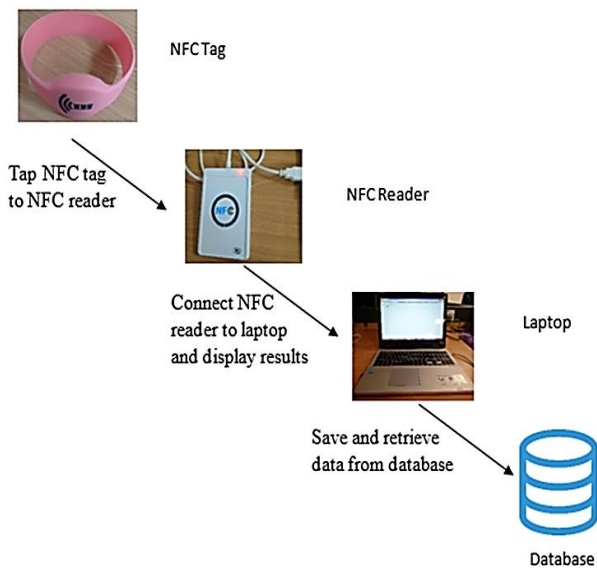 NFC Tag
Tap NFC tag
to NFC reader
NFC
NFC Reader
Connect NFC
reader to laptop
and display results
Laptop
Save and retrieve
data from database
Database